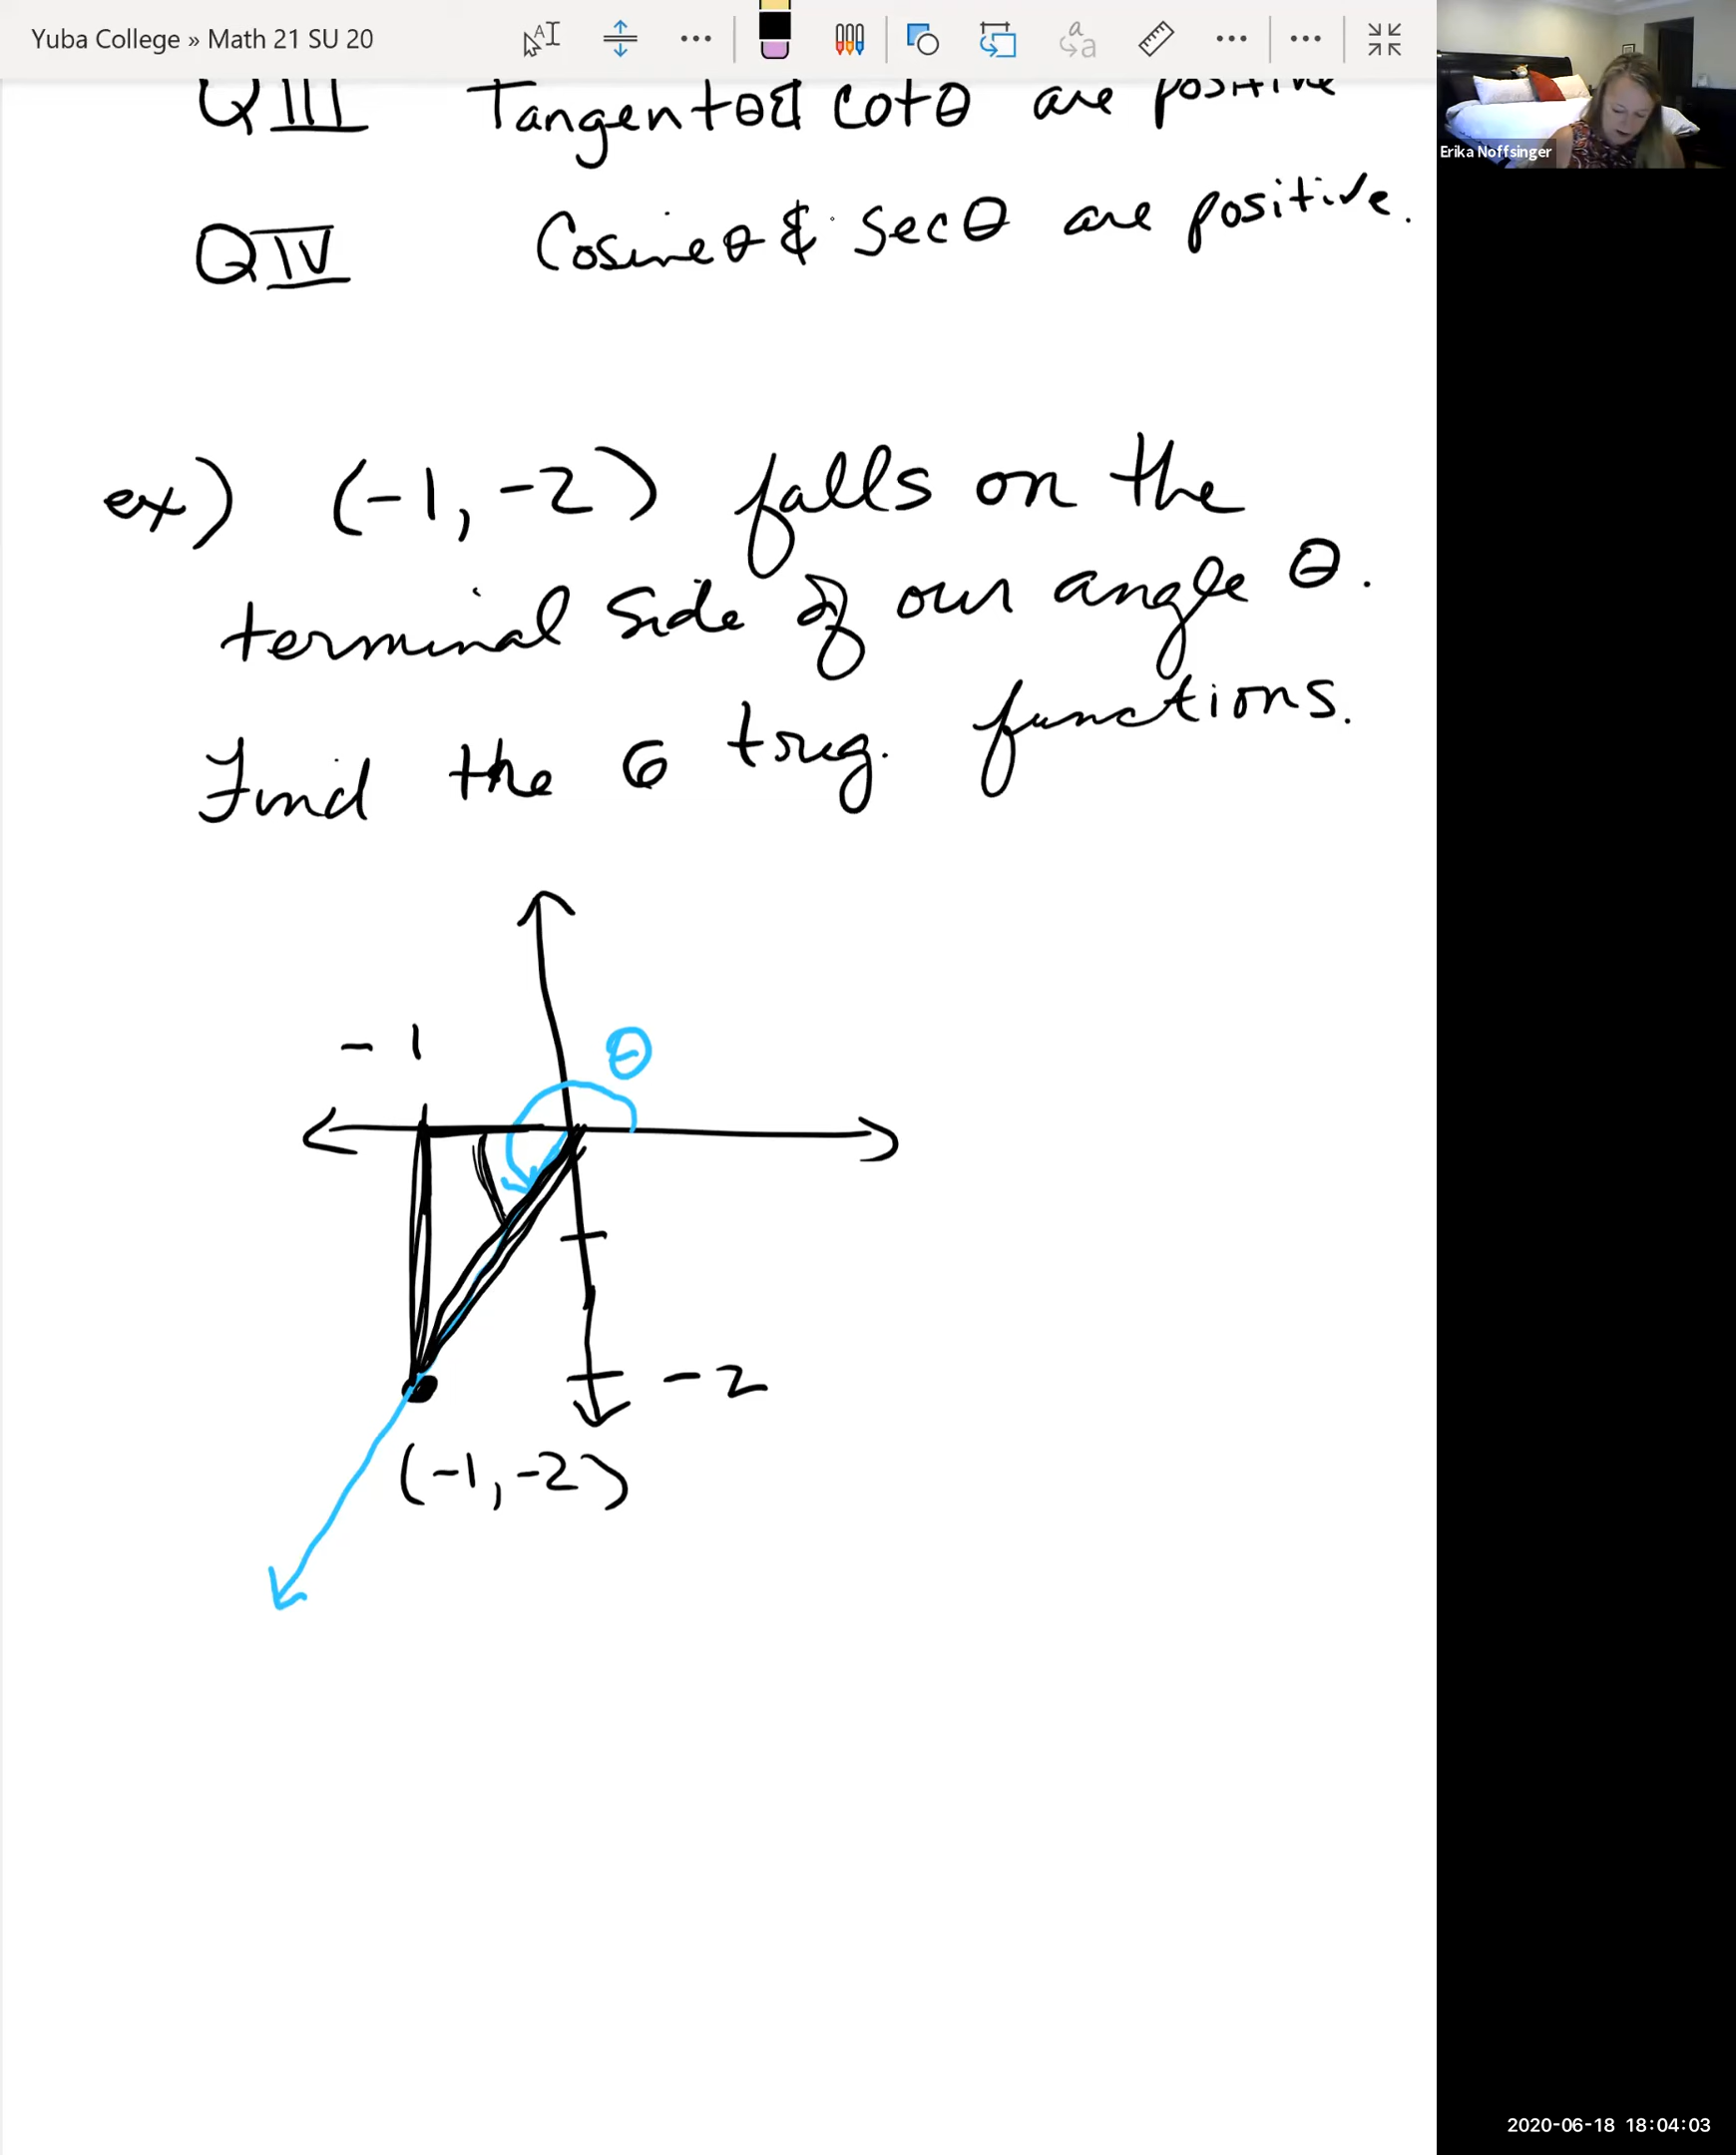 Yuba College » Math 21 SU 20
Erika Noffsinger
QIII Tangent θ & cot θ are positive
QIV Cosine θ & sec θ are positive.
ex) (-1, -2) falls on the
terminal side of our angle θ.
Find the 6 trig. functions.
-1
θ
-2
(-1, -2)
2020-06-18 18:04:03